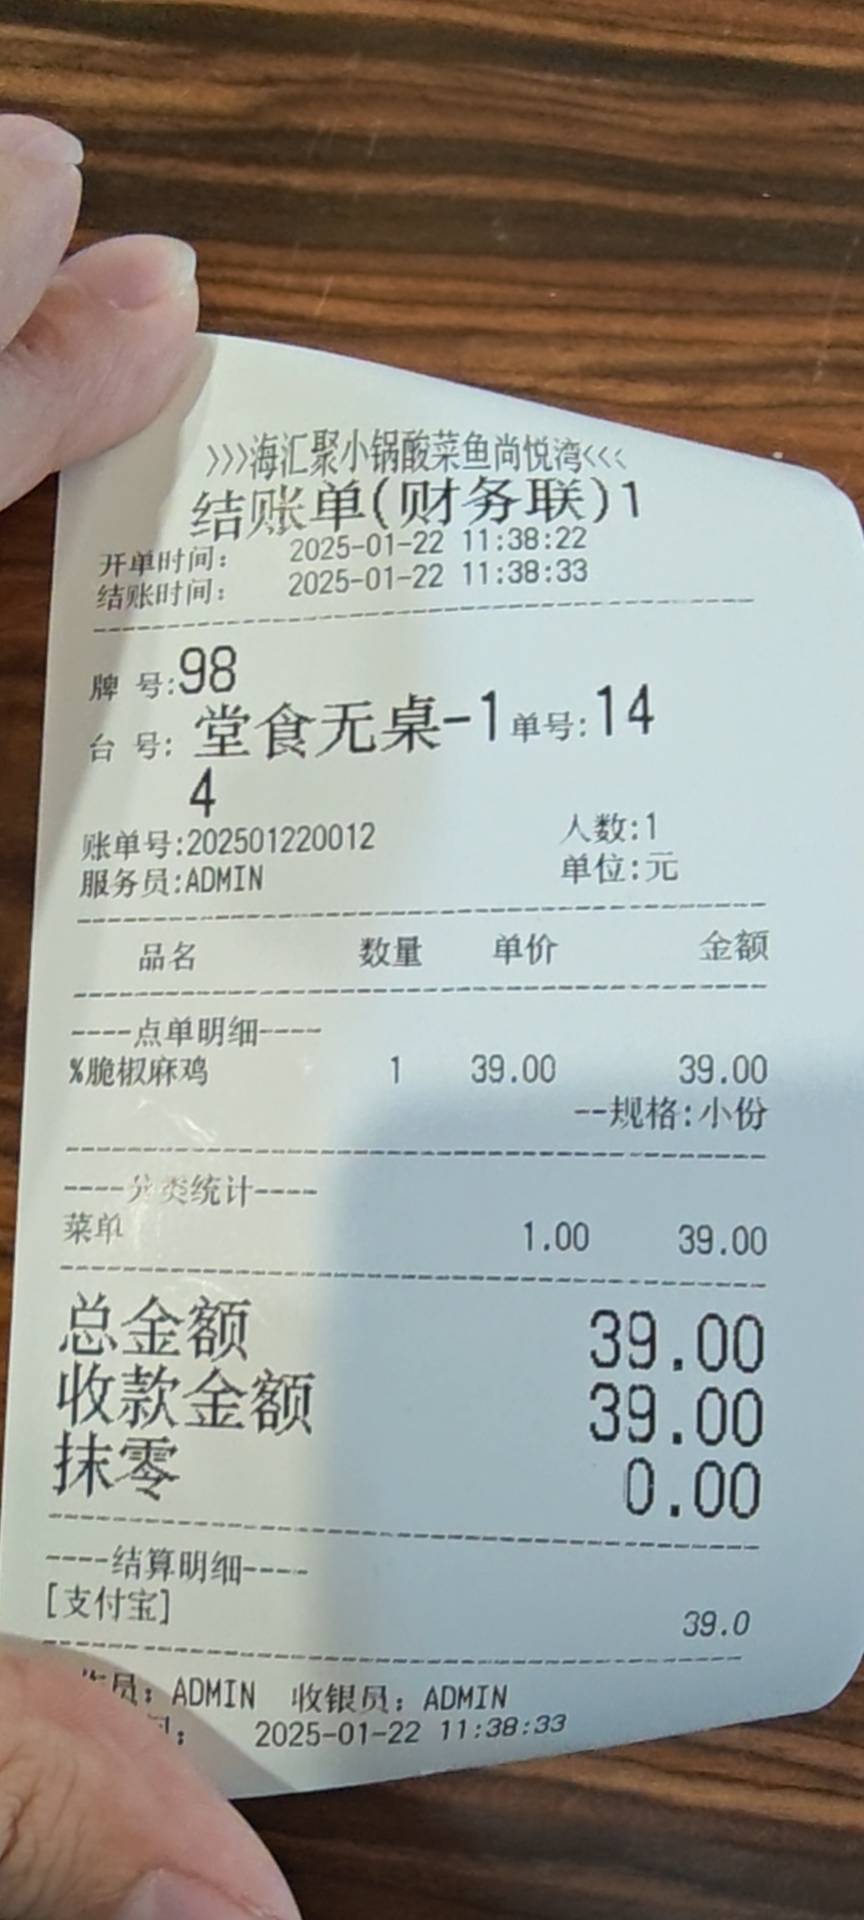 >>>海汇聚小锅酸菜鱼尚悦湾<<<
结账单(财务联)1
开单时间: 2025-01-22 11:38:22
结账时间: 2025-01-22 11:38:33
牌 号:98
台 号: 堂食无桌-1单号:14
4
账单号:202501220012 人数:1
服务员:ADMIN 单位:元
品名 数量 单价 金额
----点单明细----
%脆椒麻鸡 1 39.00 39.00
--规格:小份
----分类统计----
菜单 1.00 39.00
总金额 39.00
收款金额 39.00
抹零 0.00
----结算明细----
[支付宝] 39.0
员: ADMIN 收银员: ADMIN
: 2025-01-22 11:38:33